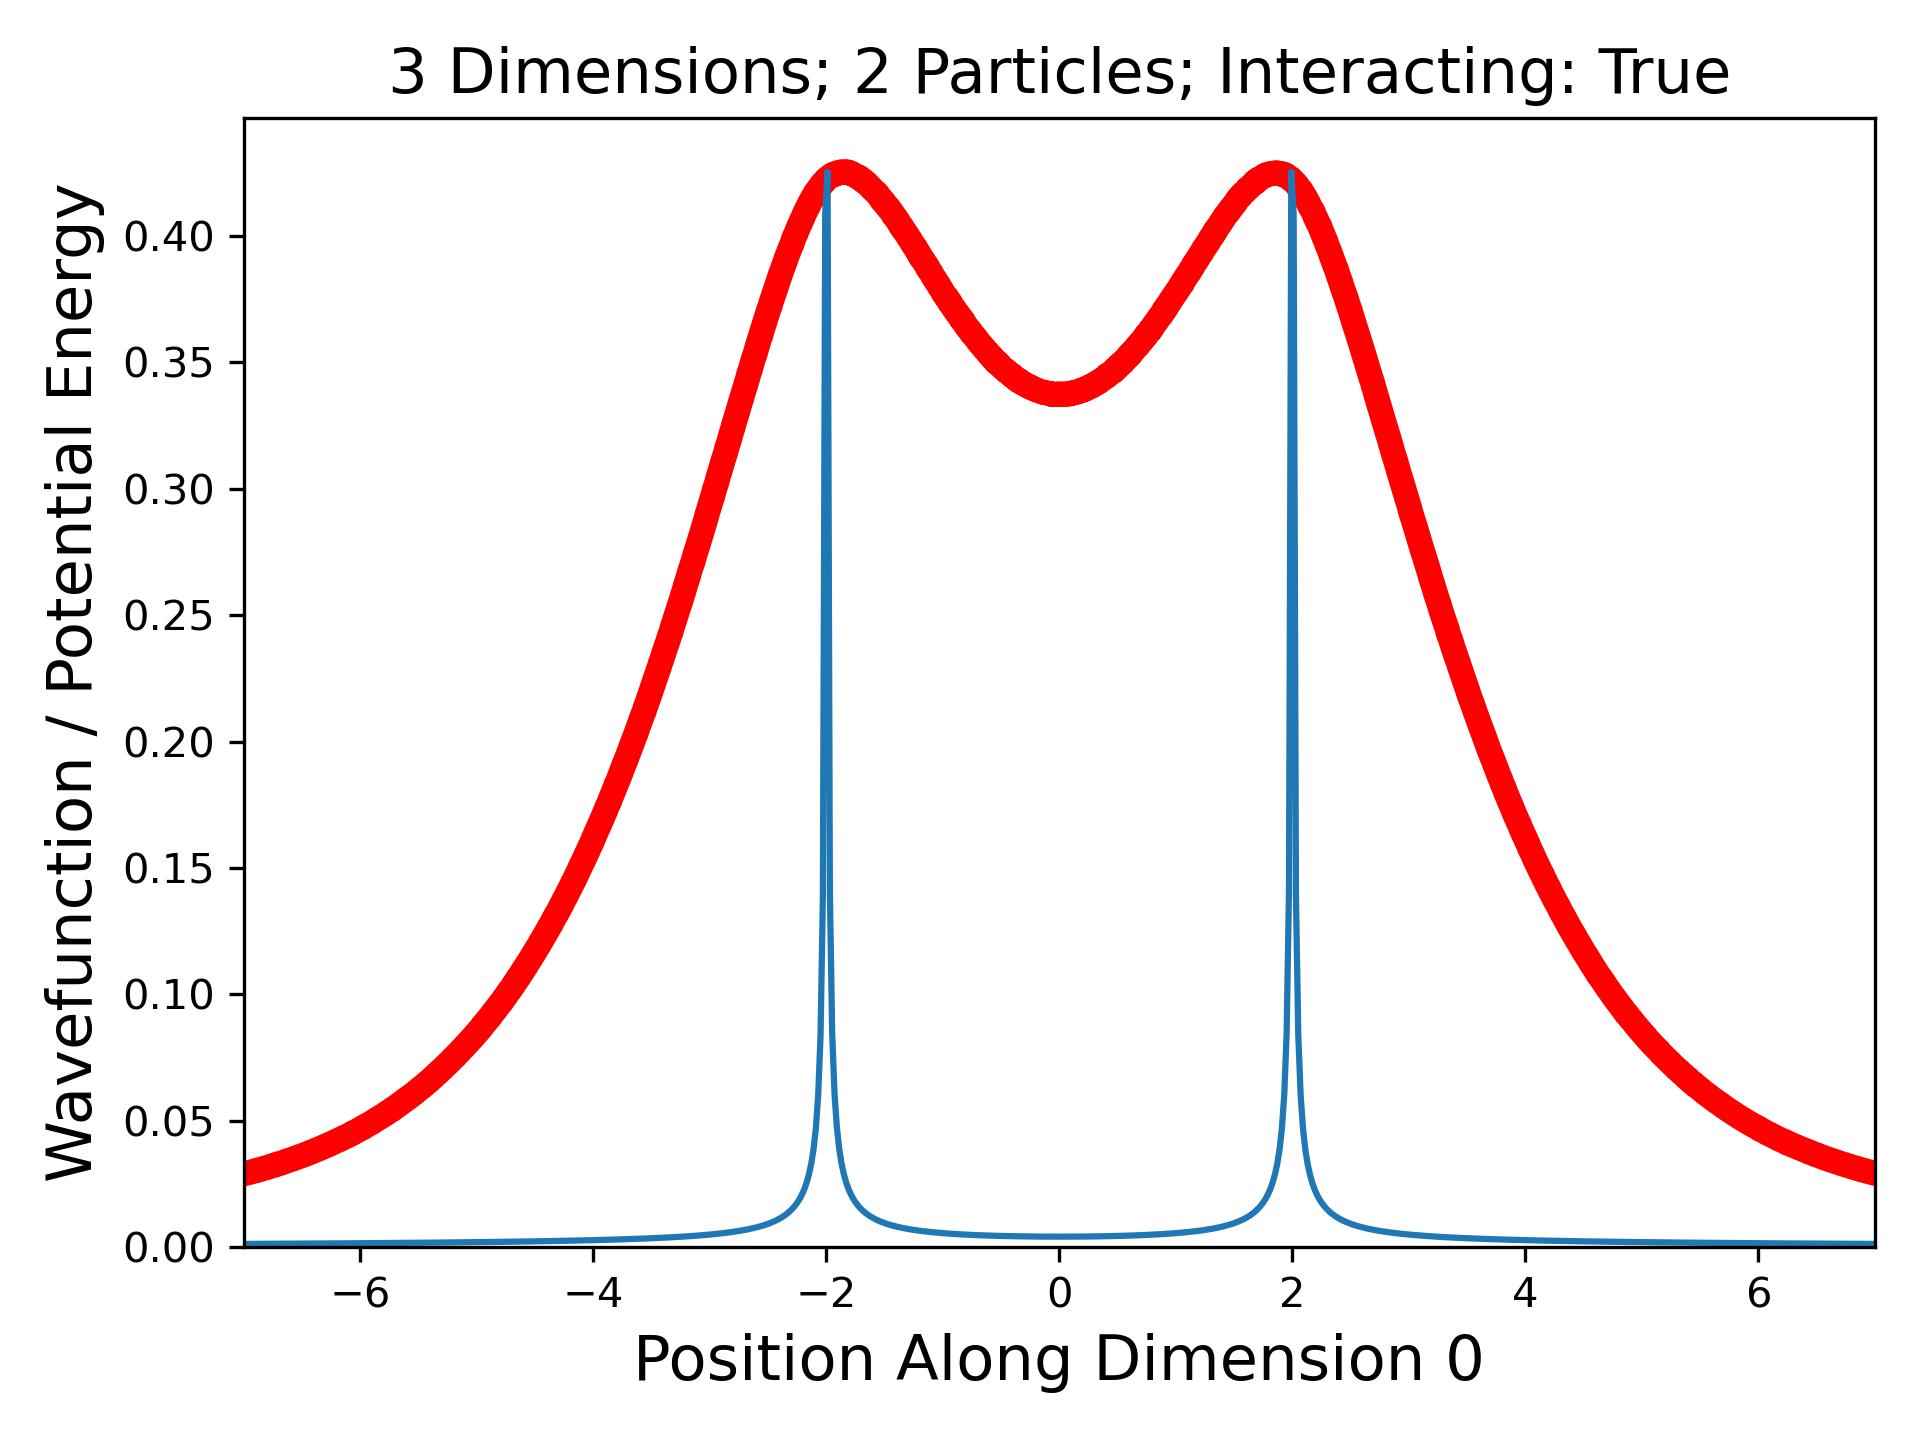 3 Dimensions; 2 Particles; Interacting: True
Wavefunction / Potential Energy
0.40
0.35
0.30
0.25
0.20
0.15
0.10
0.05
0.00
−6 −4 −2 0 2 4 6
Position Along Dimension 0